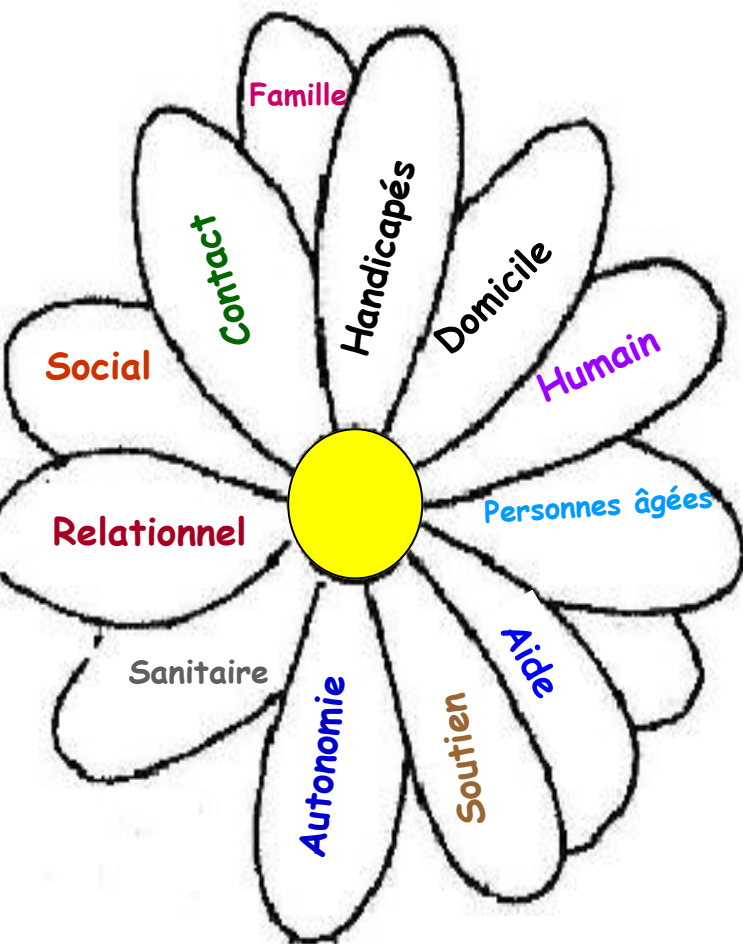 Famille
Handicapés
Contact
Domicile
Social
Humain
Personnes âgées
Relationnel
Aide
Sanitaire
Autonomie
Soutien